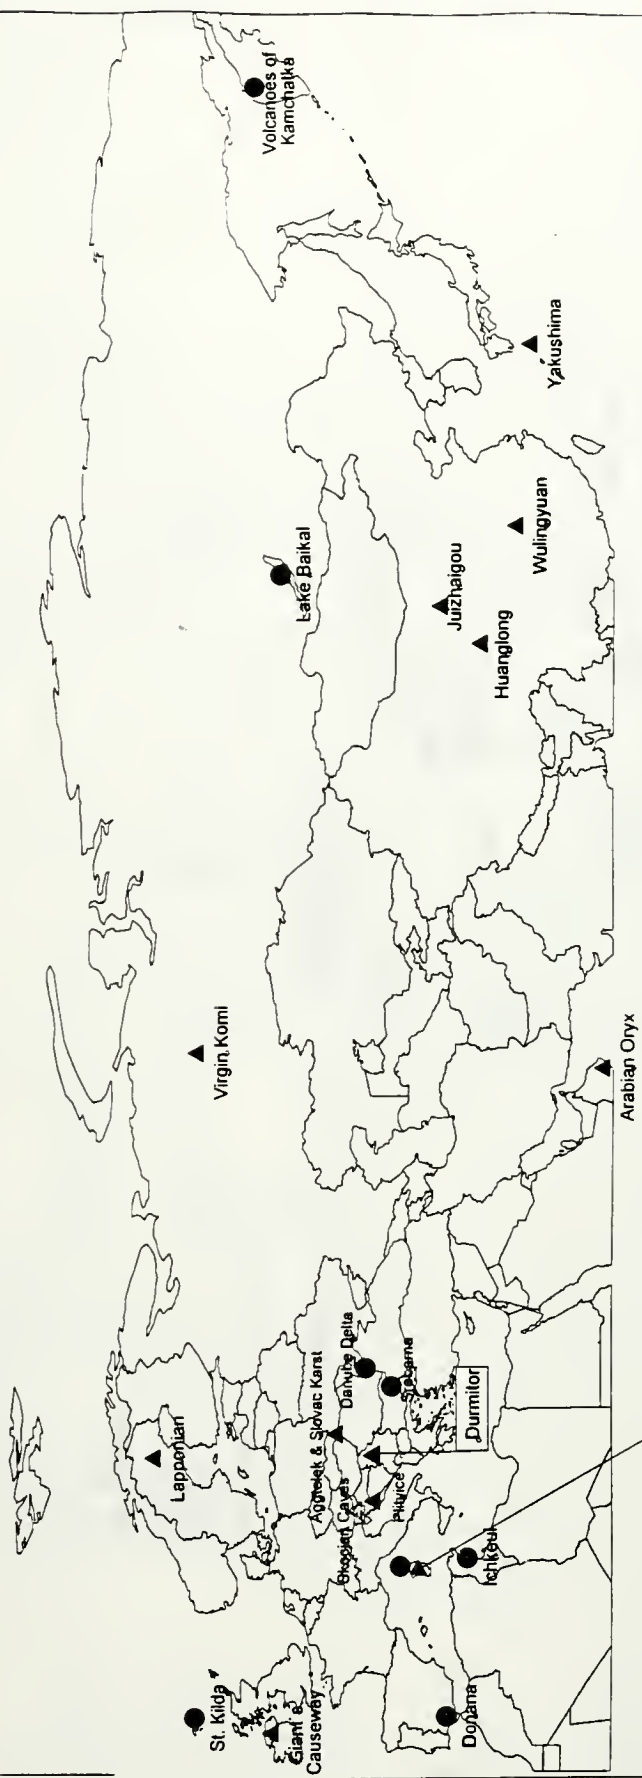 Volcanoes of
Kamchatka
Lake Baikal
Yakushima
Wulingyuan
Juizhaigou
Huanglong
Virgin Komi
Arabian Oryx
Lapponian
Aggtelek & Slovac Karst
Danube Delta
Srebarna
Durmitor
Caves
Plitvice
Ichkeul
St. Kilda
Giant's
Causeway
Donana